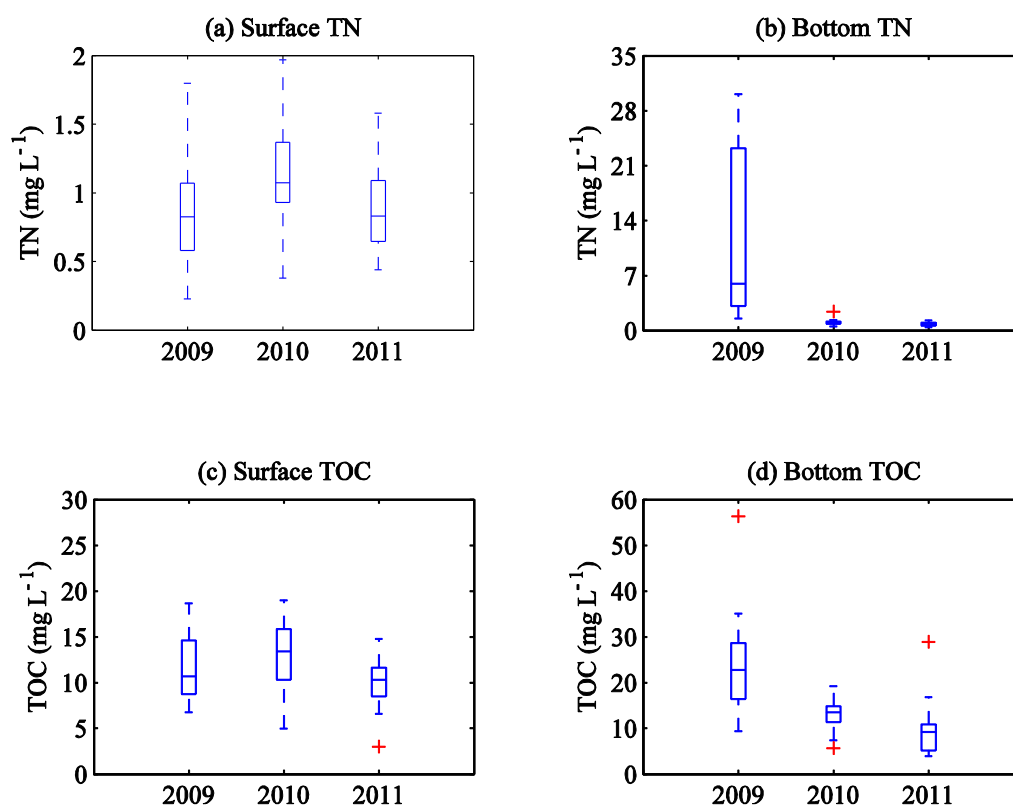 (a) Surface TN
2
1.5
1
0.5
0
TN (mg L⁻¹)
2009 2010 2011
(b) Bottom TN
35
28
21
14
7
0
TN (mg L⁻¹)
2009 2010 2011
(c) Surface TOC
30
25
20
15
10
5
0
TOC (mg L⁻¹)
2009 2010 2011
(d) Bottom TOC
60
50
40
30
20
10
0
TOC (mg L⁻¹)
2009 2010 2011